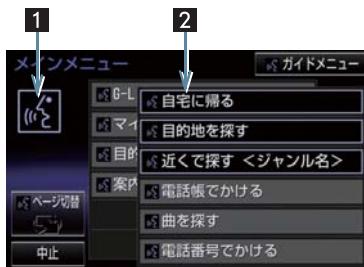 1
2
メインメニュー
ガイドメニュー
G-L
自宅に帰る
マイ
目的地を探す
目的
近くで探す <ジャンル名>
案内
電話帳でかける
ページ切替
曲を探す
中止
電話番号でかける